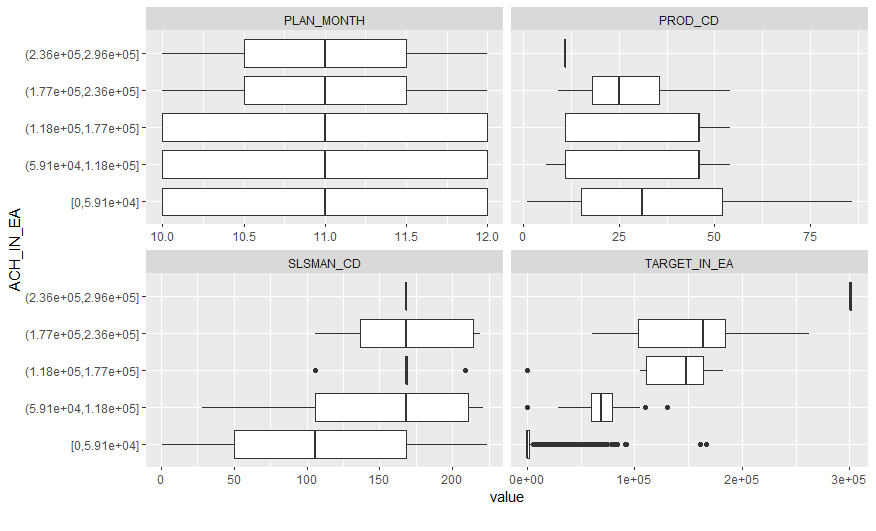 PLAN_MONTH PROD_CD
(2.36e+05,2.96e+05]
(1.77e+05,2.36e+05]
(1.18e+05,1.77e+05]
(5.91e+04,1.18e+05]
[0,5.91e+04]
10.0 10.5 11.0 11.5 12.0 0 25 50 75
ACH_IN_EA
SLSMAN_CD TARGET_IN_EA
(2.36e+05,2.96e+05]
(1.77e+05,2.36e+05]
(1.18e+05,1.77e+05]
(5.91e+04,1.18e+05]
[0,5.91e+04]
0 50 100 150 200 0e+00 1e+05 2e+05 3e+05
value